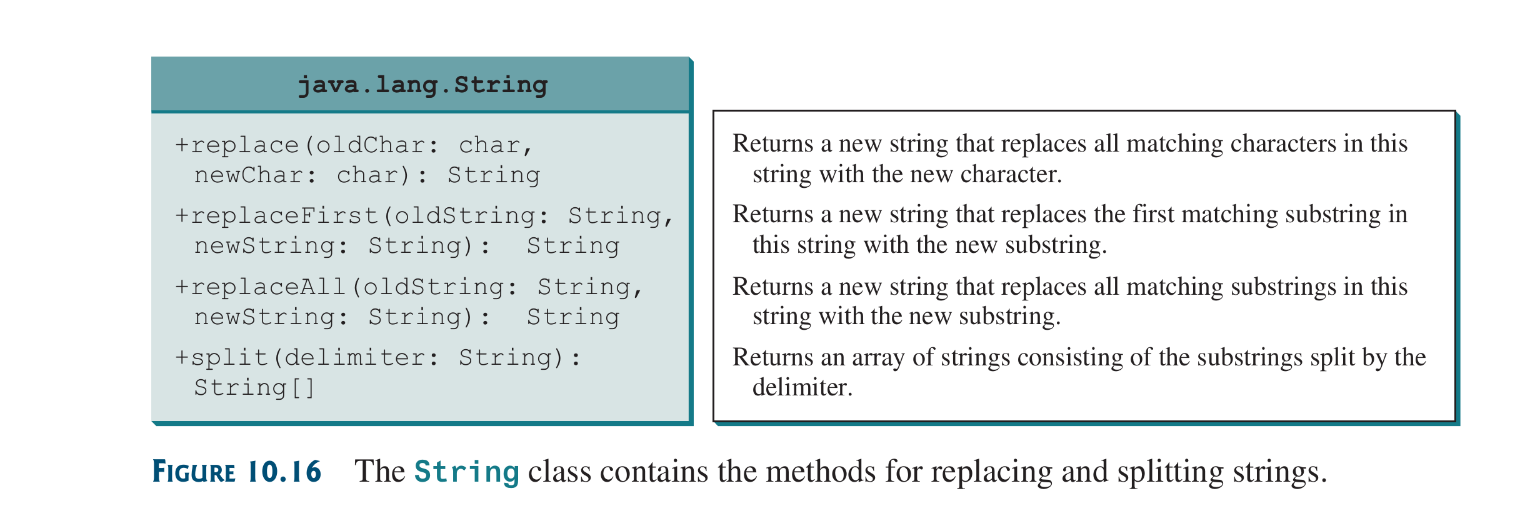 java.lang.String
+replace(oldChar: char,
newChar: char): String
Returns a new string that replaces all matching characters in this
string with the new character.
+replaceFirst(oldString: String,
newString: String):  String
Returns a new string that replaces the first matching substring in
this string with the new substring.
+replaceAll(oldString: String,
newString: String):  String
Returns a new string that replaces all matching substrings in this
string with the new substring.
+split(delimiter: String):
String[]
Returns an array of strings consisting of the substrings split by the
delimiter.
FIGURE 10.16 The String class contains the methods for replacing and splitting strings.